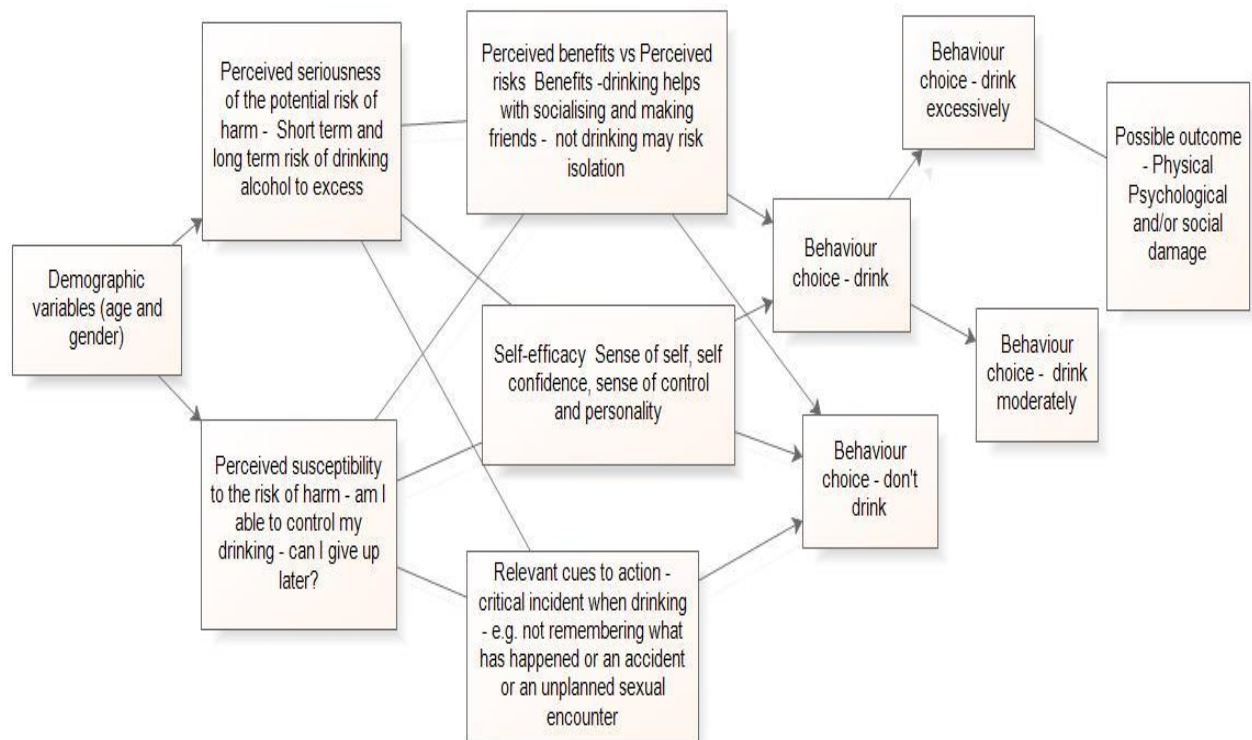 Demographic
variables (age and
gender)
Perceived seriousness
of the potential risk of
harm - Short term and
long term risk of drinking
alcohol to excess
Perceived susceptibility
to the risk of harm - am I
able to control my
drinking - can I give up
later?
Perceived benefits vs Perceived
risks Benefits -drinking helps
with socialising and making
friends - not drinking may risk
isolation
Self-efficacy Sense of self, self
confidence, sense of control
and personality
Relevant cues to action -
critical incident when drinking
- e.g. not remembering what
has happened or an accident
or an unplanned sexual
encounter
Behaviour
choice - drink
Behaviour
choice - don't
drink
Behaviour
choice - drink
excessively
Behaviour
choice - drink
moderately
Possible outcome
- Physical
Psychological
and/or social
damage